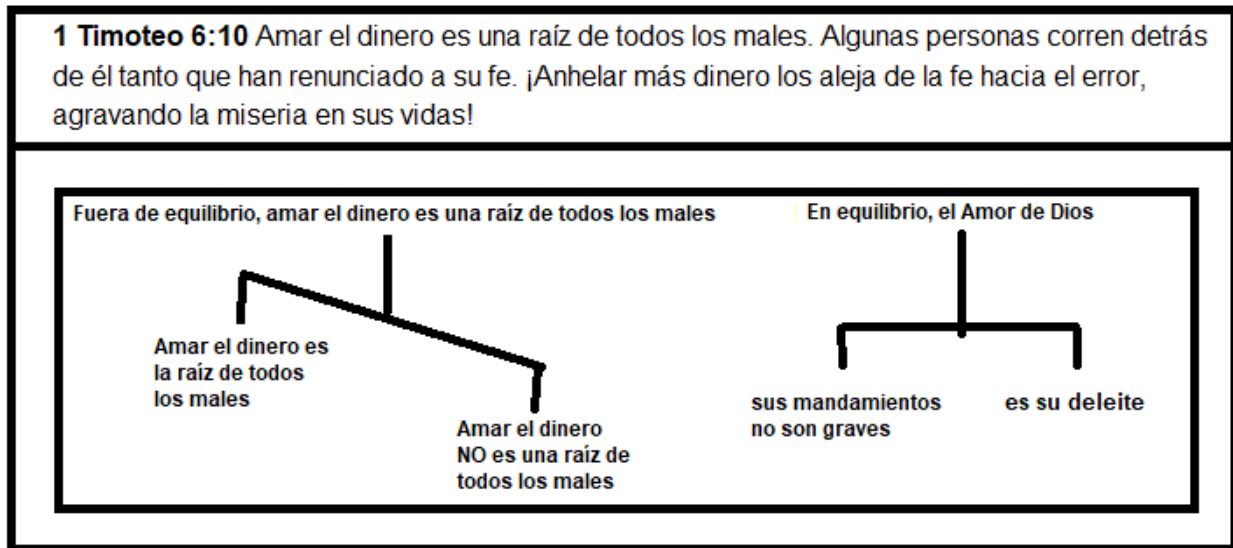 1 Timoteo 6:10 Amar el dinero es una raíz de todos los males. Algunas personas corren detrás
de él tanto que han renunciado a su fe. ¡Anhelar más dinero los aleja de la fe hacia el error,
agravando la miseria en sus vidas!
Fuera de equilibrio, amar el dinero es una raíz de todos los males
Amar el dinero es
la raíz de todos
los males
Amar el dinero
NO es una raíz de
todos los males
En equilibrio, el Amor de Dios
sus mandamientos
no son graves
es su deleite